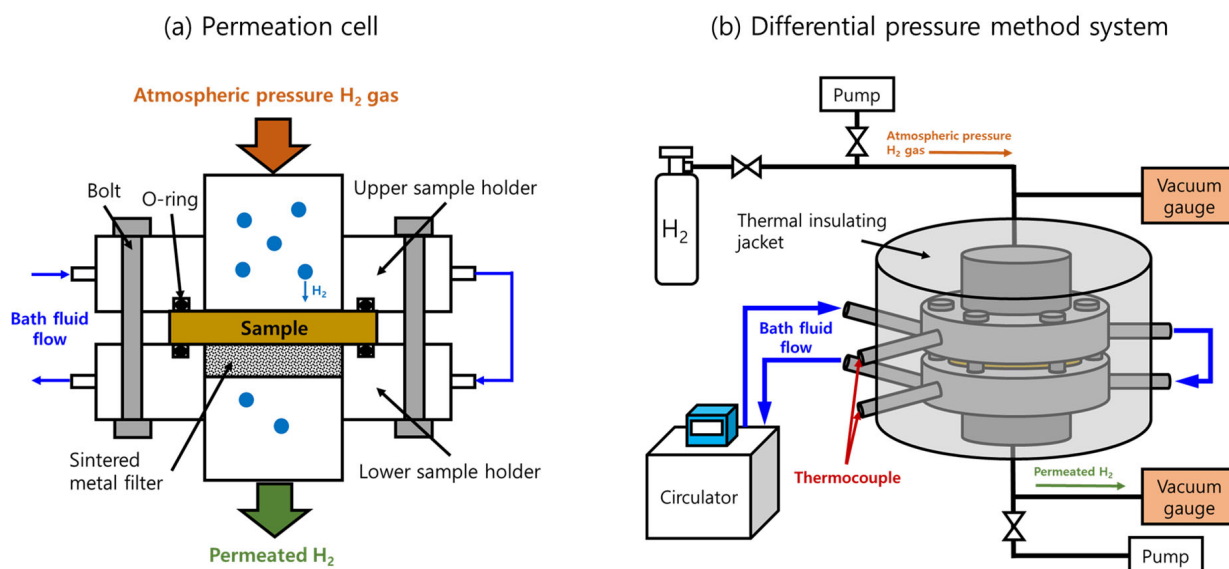 (a) Permeation cell
Atmospheric pressure H₂ gas
Bolt
O-ring
Upper sample holder
H₂
Sample
Bath fluid
flow
Sintered
metal filter
Lower sample holder
Permeated H₂
(b) Differential pressure method system
Pump
Atmospheric pressure
H₂ gas
H₂
Vacuum
gauge
Thermal insulating
jacket
Bath fluid
flow
Thermocouple
Circulator
Permeated H₂
Vacuum
gauge
Pump